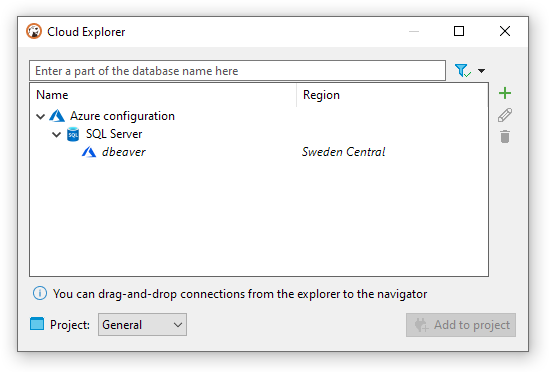 Cloud Explorer
Enter a part of the database name here
Name Region
Azure configuration
SQL SQL Server
dbeaver Sweden Central
You can drag-and-drop connections from the explorer to the navigator
Project: General Add to project